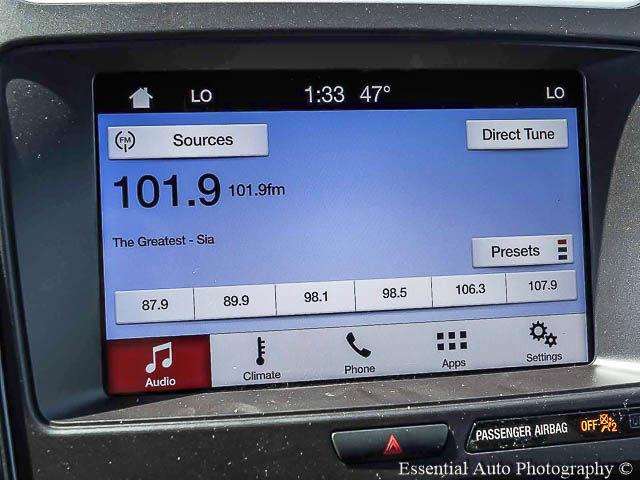 LO 1:33 47° LO
FM Sources Direct Tune
101.9 101.9fm
The Greatest - Sia
Presets
87.9 89.9 98.1 98.5 106.3 107.9
Audio Climate Phone Apps Settings
PASSENGER AIRBAG OFF 2
Essential Auto Photography ©